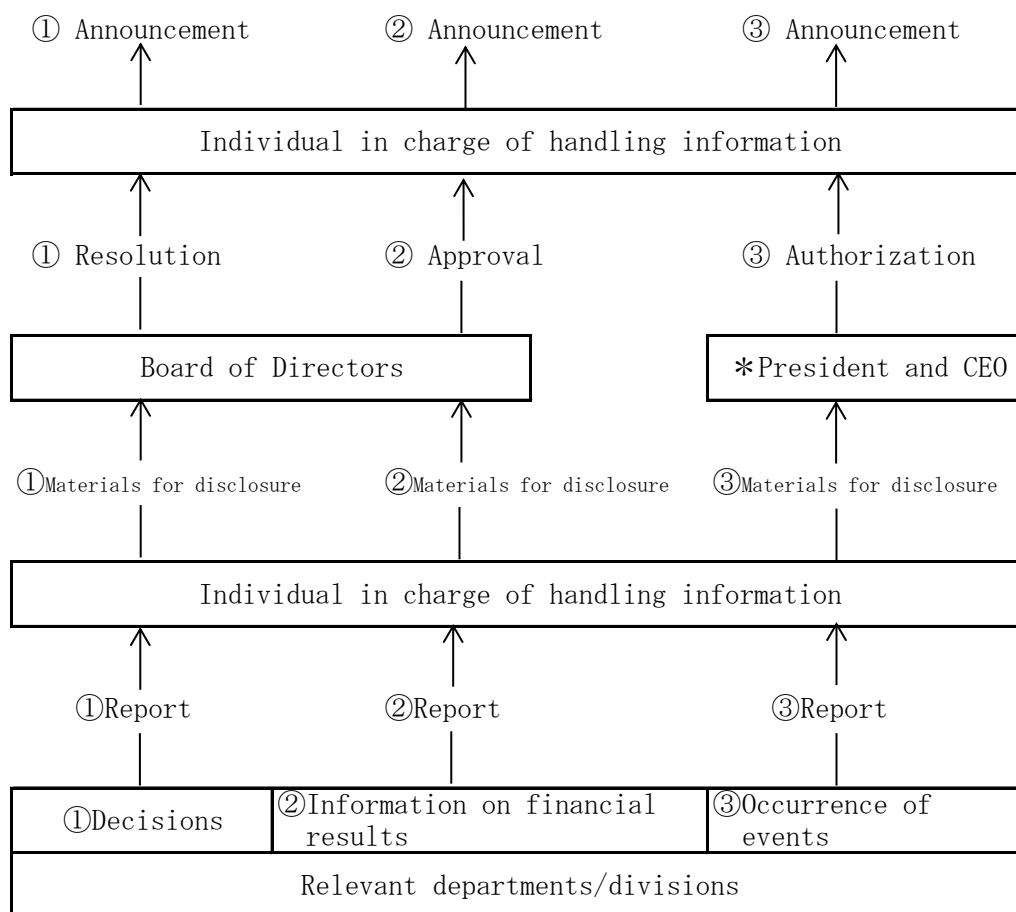 ① Announcement ② Announcement ③ Announcement
Individual in charge of handling information
① Resolution ② Approval ③ Authorization
Board of Directors
*President and CEO
①Materials for disclosure ②Materials for disclosure ③Materials for disclosure
Individual in charge of handling information
①Report ②Report ③Report
①Decisions
②Information on financial
results
③Occurrence of
events
Relevant departments/divisions